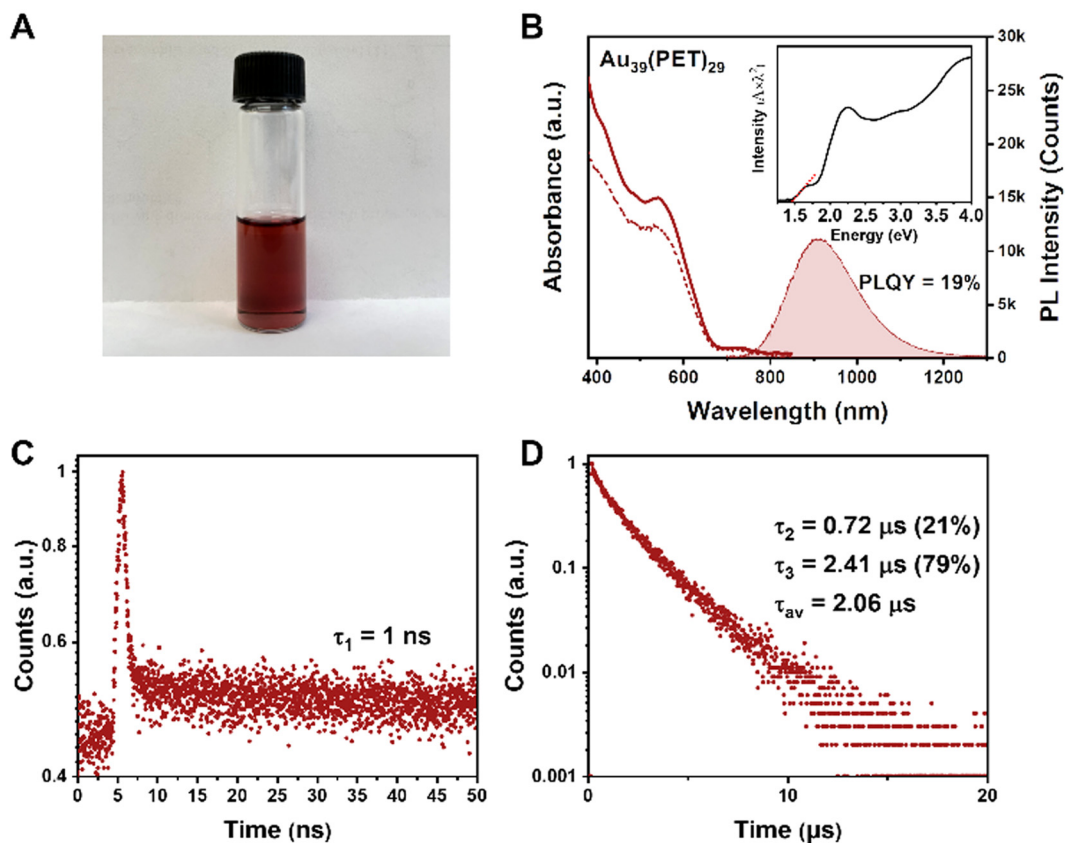 A
B
Au₃₉(PET)₂₉
Absorbance (a.u.)
PL Intensity (Counts)
30k
25k
20k
15k
10k
5k
0
400 600 800 1000 1200
Wavelength (nm)
PLQY = 19%
Intensity (A×λ²)
1.5 2.0 2.5 3.0 3.5 4.0
Energy (eV)
C
Counts (a.u.)
1
0.8
0.6
0.4
τ₁ = 1 ns
0 5 10 15 20 25 30 35 40 45 50
Time (ns)
D
Counts (a.u.)
1
0.1
0.01
0.001
τ₂ = 0.72 μs (21%)
τ₃ = 2.41 μs (79%)
τav = 2.06 μs
0 10 20
Time (μs)